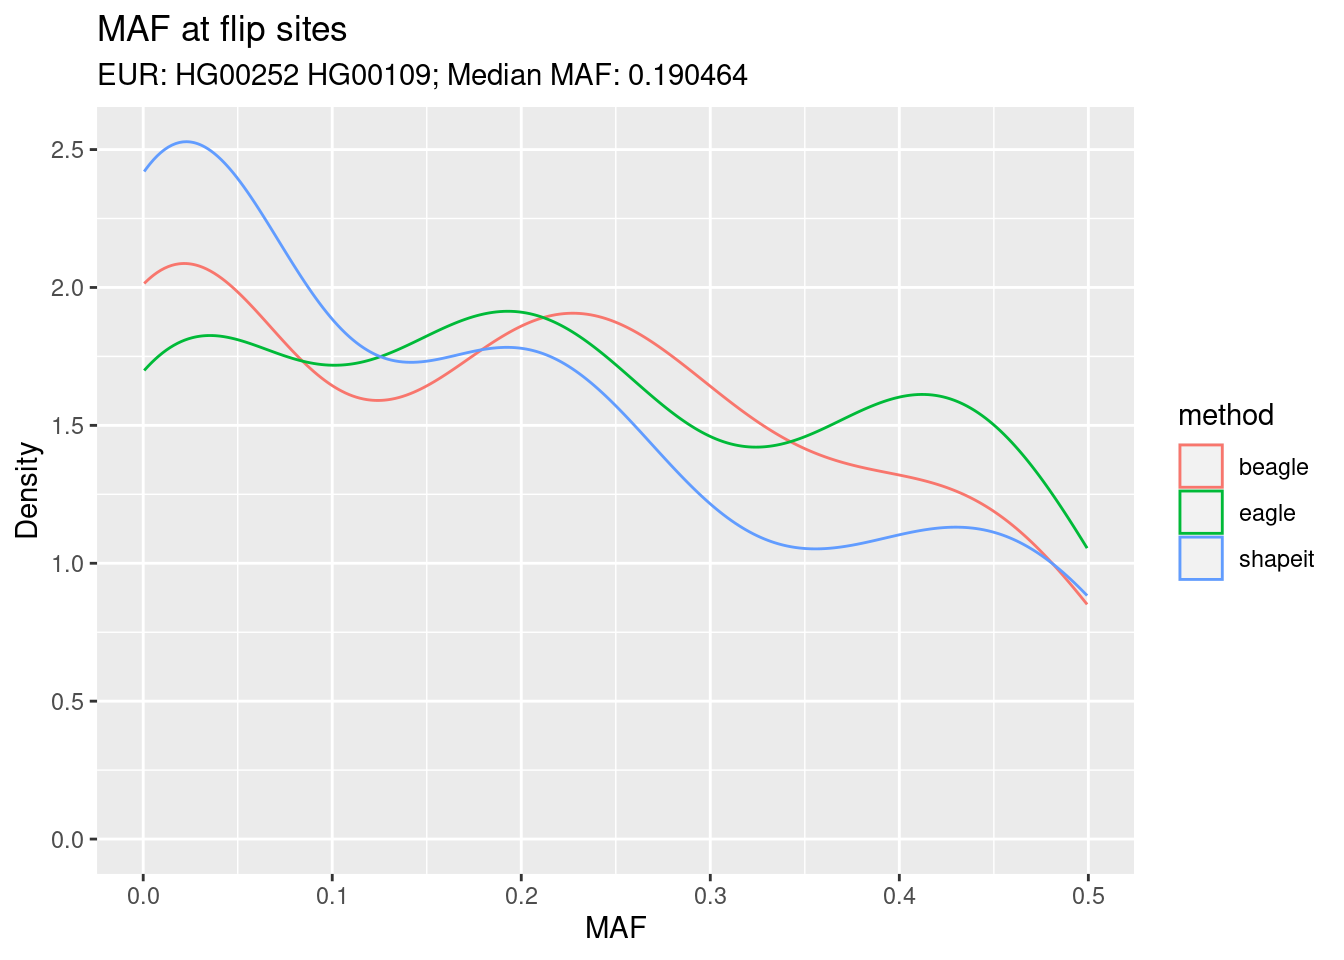 MAF at flip sites
EUR: HG00252 HG00109; Median MAF: 0.190464
2.5
2.0
1.5
1.0
0.5
0.0
Density
0.0 0.1 0.2 0.3 0.4 0.5
MAF
method
beagle
eagle
shapeit